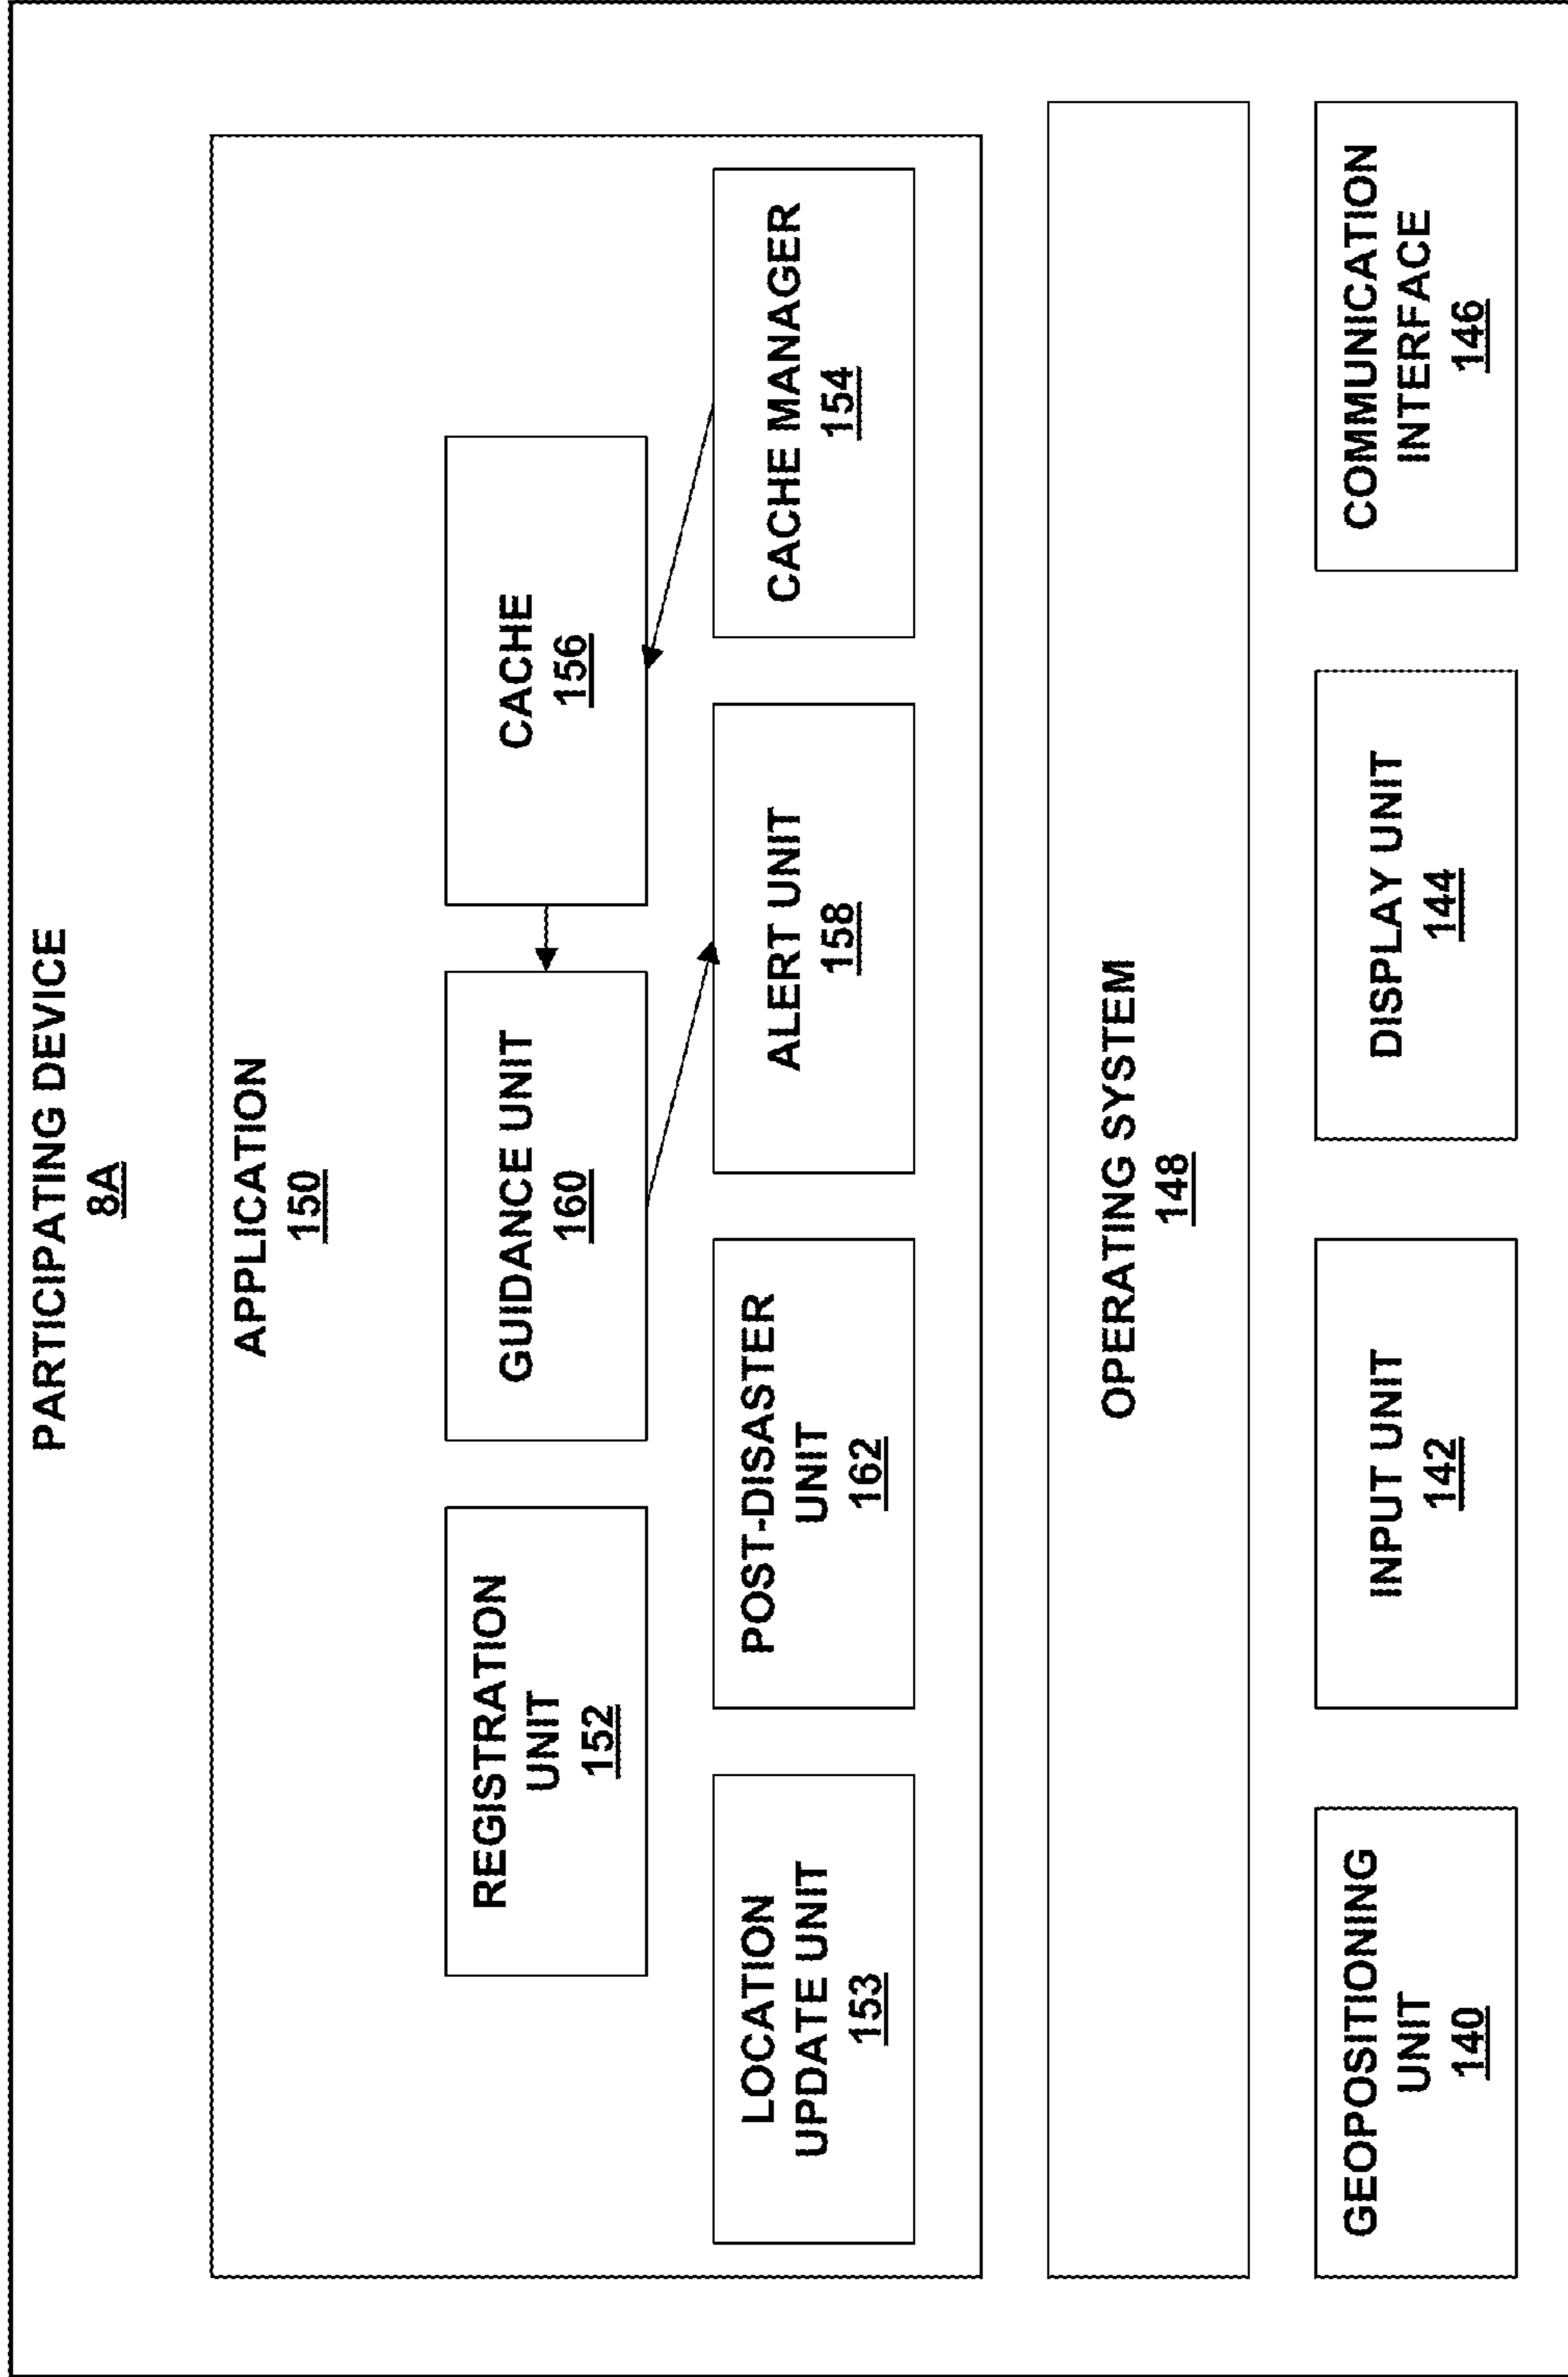 PARTICIPATING DEVICE
8A
APPLICATION
150
REGISTRATION
UNIT
152
GUIDANCE UNIT
160
CACHE
156
LOCATION
UPDATE UNIT
153
POST-DISASTER
UNIT
162
ALERT UNIT
158
CACHE MANAGER
154
OPERATING SYSTEM
148
GEOPOSITIONING
UNIT
140
INPUT UNIT
142
DISPLAY UNIT
144
COMMUNICATION
INTERFACE
146